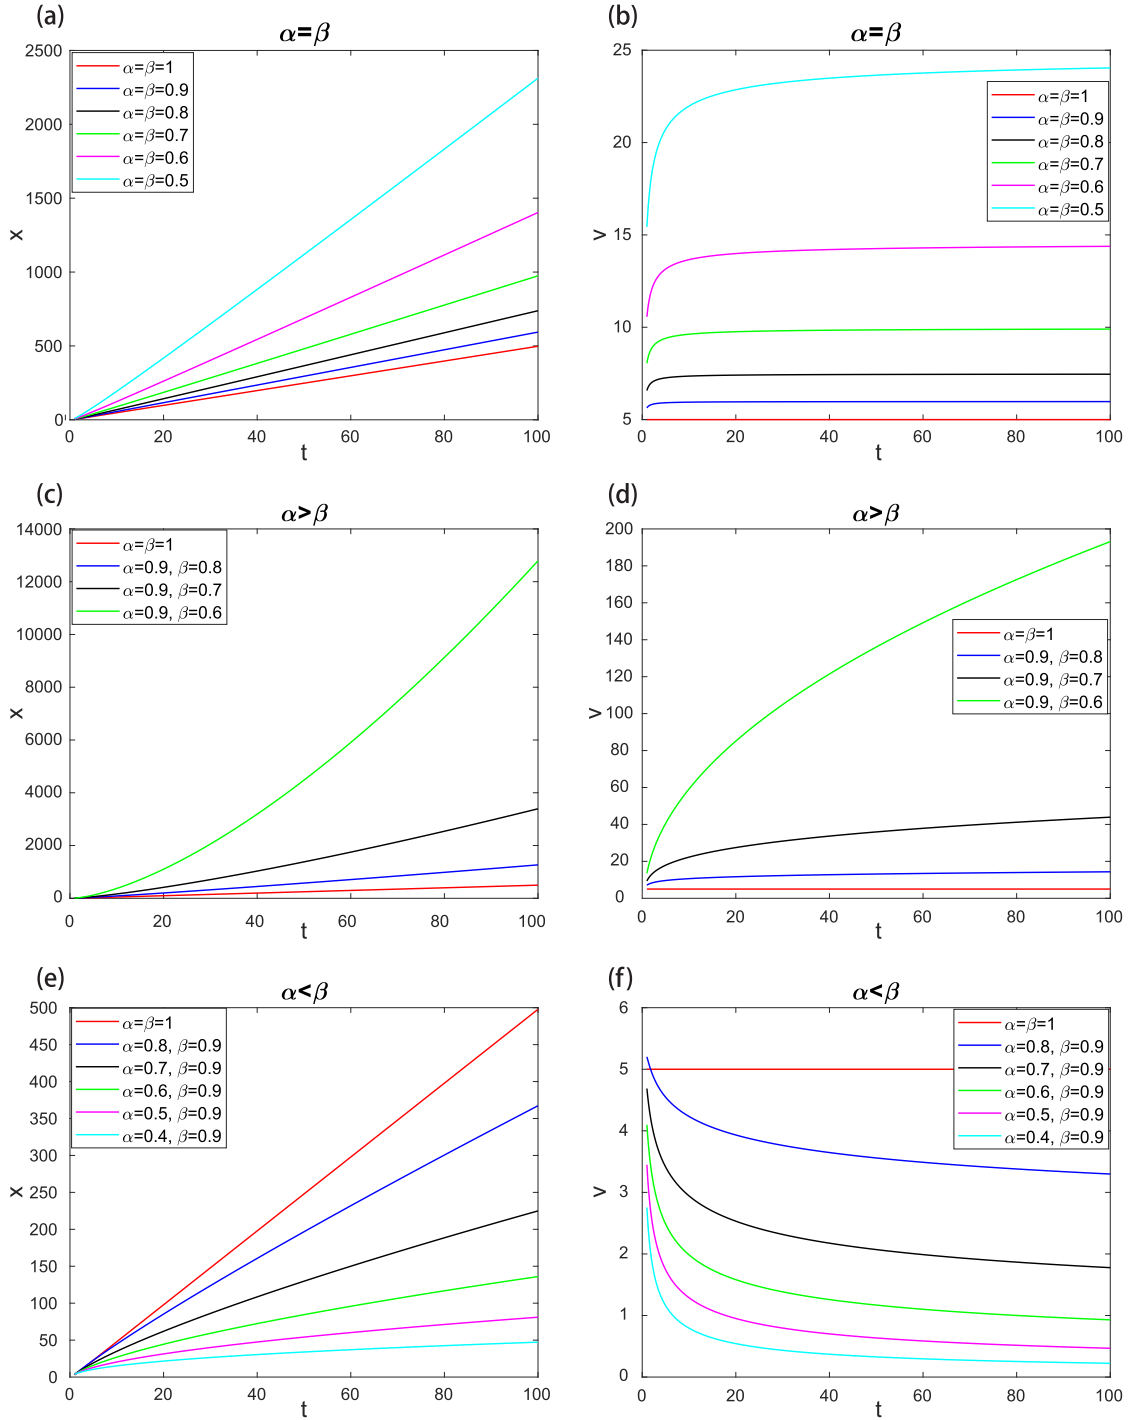 (a)
α=β
2500
2000
1500
1000
500
0
x
α=β=1
α=β=0.9
α=β=0.8
α=β=0.7
α=β=0.6
α=β=0.5
0 20 40 60 80 100
t
(b)
α=β
25
20
15
10
5
v
α=β=1
α=β=0.9
α=β=0.8
α=β=0.7
α=β=0.6
α=β=0.5
0 20 40 60 80 100
t
(c)
α>β
14000
12000
10000
8000
6000
4000
2000
0
x
α=β=1
α=0.9, β=0.8
α=0.9, β=0.7
α=0.9, β=0.6
0 20 40 60 80 100
t
(d)
α>β
200
180
160
140
120
100
80
60
40
20
0
v
α=β=1
α=0.9, β=0.8
α=0.9, β=0.7
α=0.9, β=0.6
0 20 40 60 80 100
t
(e)
α<β
500
450
400
350
300
250
200
150
100
50
0
x
α=β=1
α=0.8, β=0.9
α=0.7, β=0.9
α=0.6, β=0.9
α=0.5, β=0.9
α=0.4, β=0.9
0 20 40 60 80 100
t
(f)
α<β
6
5
4
3
2
1
0
v
α=β=1
α=0.8, β=0.9
α=0.7, β=0.9
α=0.6, β=0.9
α=0.5, β=0.9
α=0.4, β=0.9
0 20 40 60 80 100
t